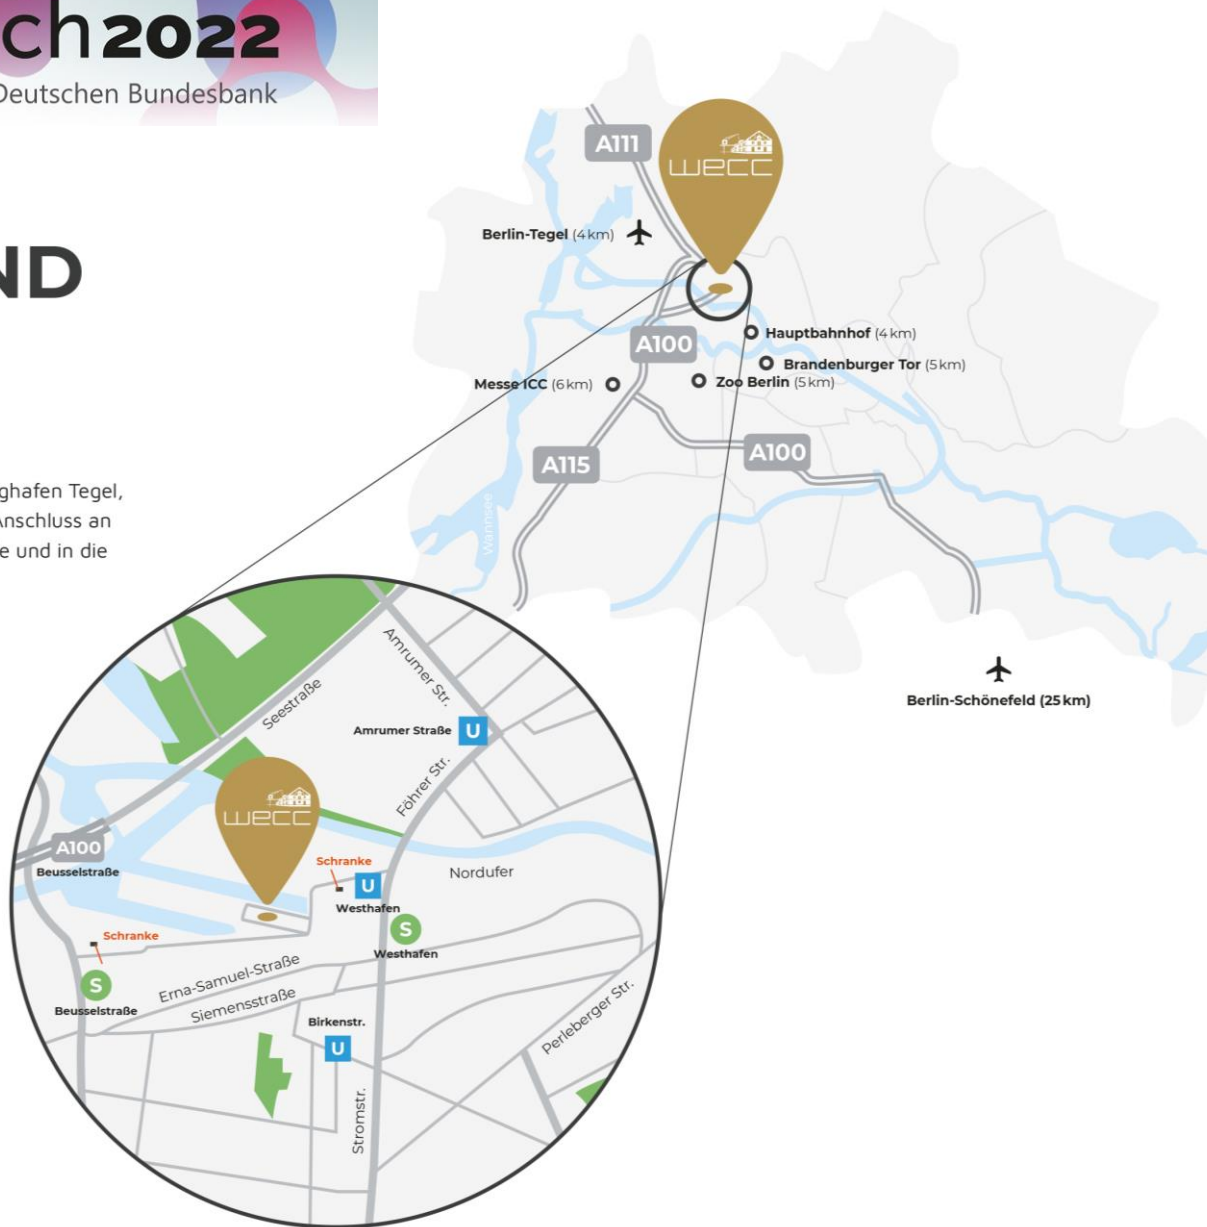 ch2022
Deutschen Bundesbank
ND
ghafen Tegel,
Anschluss an
e und in die
A111
wecc
Berlin-Tegel (4 km)
A100
Hauptbahnhof (4 km)
Brandenburger Tor (5 km)
Messe ICC (6 km)
Zoo Berlin (5 km)
A115
A100
Wannsee
Berlin-Schönefeld (25 km)
Amrumer Str.
Seestraße
Amrumer Straße U
Föhrer Str.
wecc
A100
Beusselstraße
Schranke
U
Westhafen
Nordufer
S
Westhafen
Schranke
S
Beusselstraße
Erna-Samuel-Straße
Siemensstraße
Birkenstr.
U
Perleberger Str.
Stromstr.